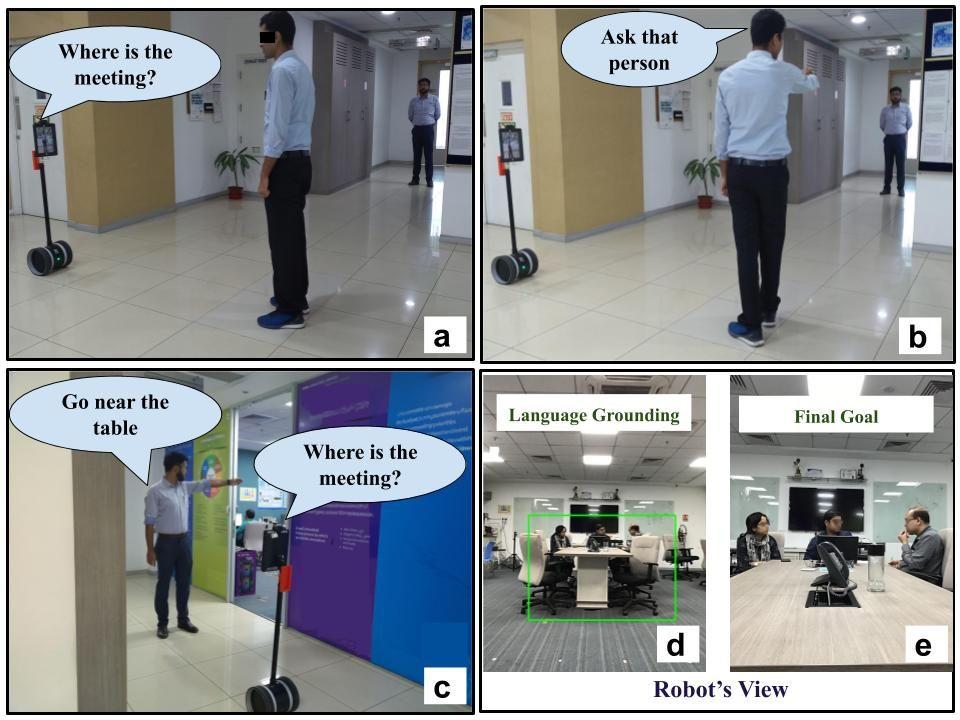 Where is the
meeting?
a
Ask that
person
b
Go near the
table
Where is the
meeting?
c
Language Grounding
d
Final Goal
e
Robot's View